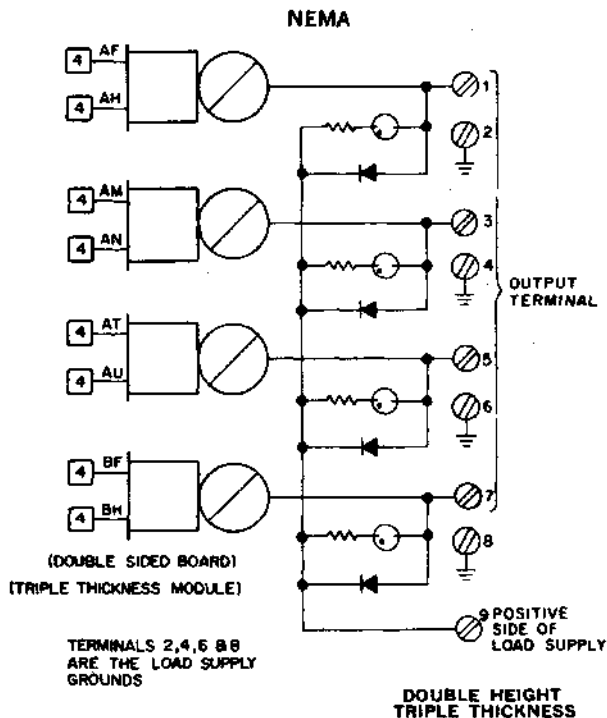 NEMA
4 AF
4 AH
1
2
4 AM
4 AN
3
4
OUTPUT
TERMINAL
4 AT
4 AU
5
6
4 BF
4 BH
7
8
(DOUBLE SIDED BOARD)
(TRIPLE THICKNESS MODULE)
9 POSITIVE
SIDE OF
LOAD SUPPLY
TERMINALS 2,4,6 &8
ARE THE LOAD SUPPLY
GROUNDS
DOUBLE HEIGHT
TRIPLE THICKNESS